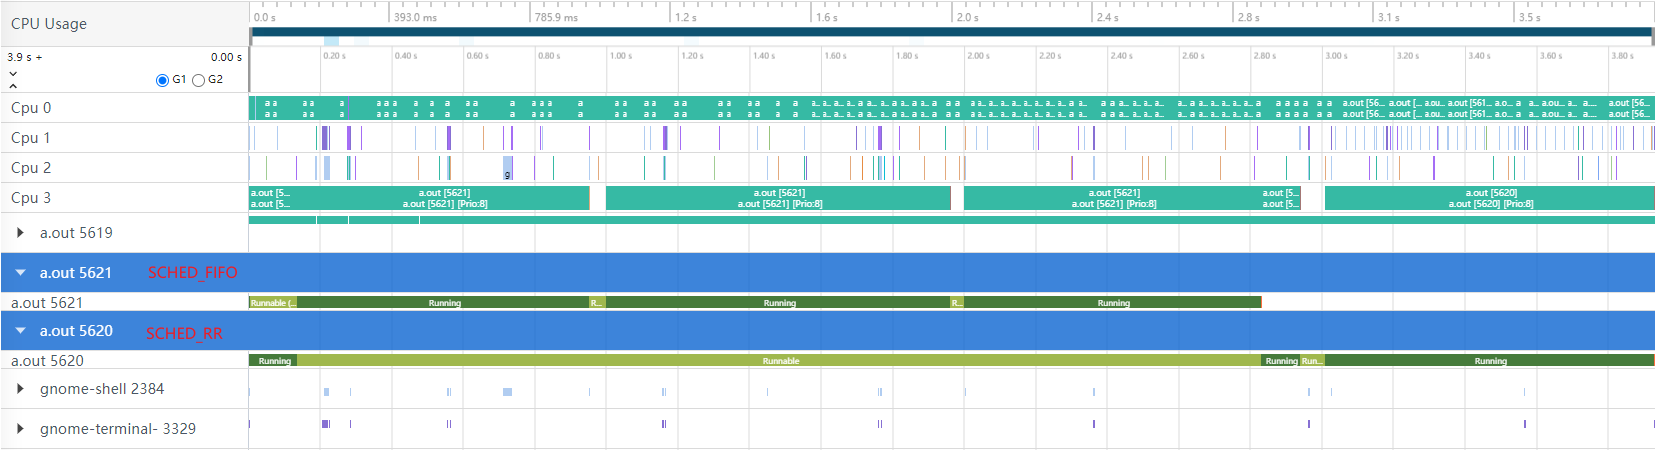 CPU Usage
0.0 s 393.0 ms 785.9 ms 1.2 s 1.6 s 2.0 s 2.4 s 2.8 s 3.1 s 3.5 s
3.9 s + 0.00 s
0.20 s 0.40 s 0.60 s 0.80 s 1.00 s 1.20 s 1.40 s 1.60 s 1.80 s 2.00 s 2.20 s 2.40 s 2.60 s 2.80 s 3.00 s 3.20 s 3.40 s 3.60 s 3.80 s
G1 G2
Cpu 0
Cpu 1
Cpu 2
g
Cpu 3
a.out [5... a.out [5621] a.out [5621] a.out [5621] a.out [5... a.out [5620]
a.out [5... a.out [5621] [Prio:8] a.out [5621] [Prio:8] a.out [5621] [Prio:8] a.out [5... a.out [5620] [Prio:8]
a.out 5619
a.out 5621 SCHED_FIFO
a.out 5621 Runnable (... Running R... Running R... Running
a.out 5620 SCHED_RR
a.out 5620 Running Runnable Running Run... Running
gnome-shell 2384
gnome-terminal- 3329